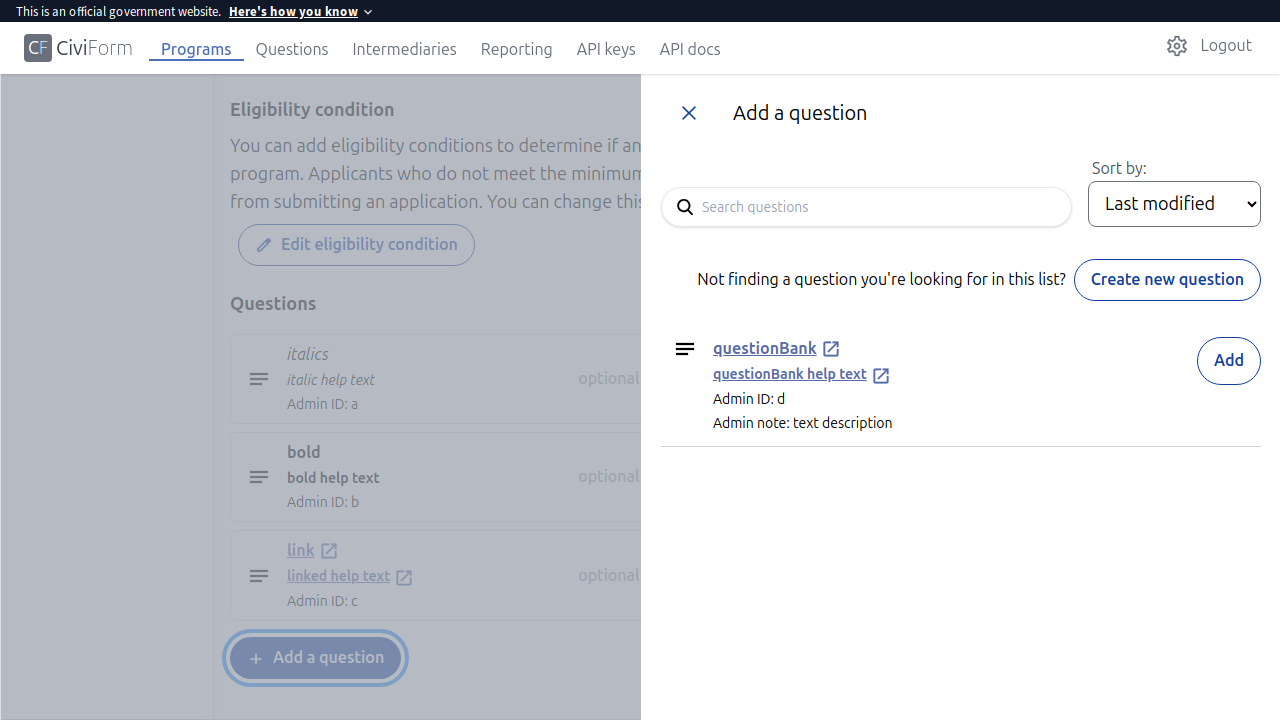 This is an official government website. Here's how you know
CF CiviForm Programs Questions Intermediaries Reporting API keys API docs Logout
Eligibility condition
You can add eligibility conditions to determine if an
program. Applicants who do not meet the minimum
from submitting an application. You can change this
Edit eligibility condition
Questions
italics
italic help text
Admin ID: a
optional
bold
bold help text
Admin ID: b
optional
link
linked help text
Admin ID: c
optional
+ Add a question
Add a question
Sort by:
Search questions
Last modified
Not finding a question you're looking for in this list? Create new question
questionBank
questionBank help text
Admin ID: d
Admin note: text description
Add